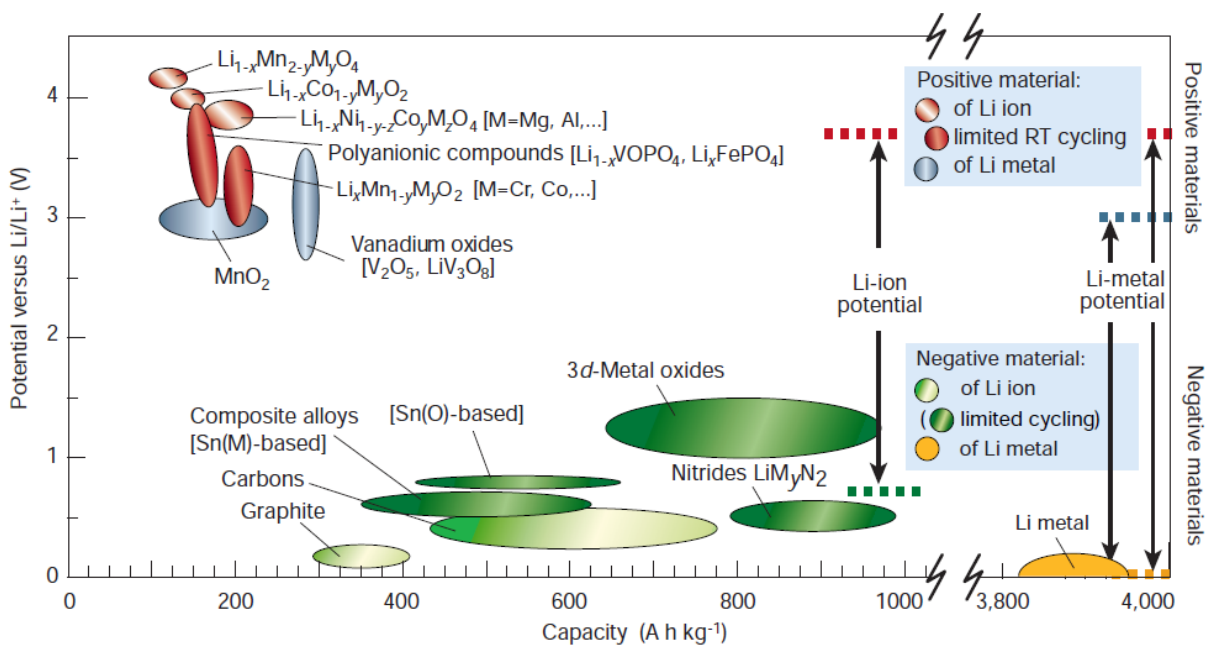 Potential versus Li/Li⁺ (V)
4
3
2
1
0
Li₁₋ₓMn₂₋yMyO₄
Li₁₋ₓCo₁₋yMyO₂
Li₁₋ₓNi₁₋y₋zCoyMzO₄ [M=Mg, Al,...]
Polyanionic compounds [Li₁₋ₓVOPO₄, LiₓFePO₄]
LiₓMn₁₋yMyO₂ [M=Cr, Co,...]
Vanadium oxides
[V₂O₅, LiV₃O₈]
MnO₂
Positive material:
of Li ion
limited RT cycling
of Li metal
Li-ion
potential
Li-metal
potential
Positive materials
Negative materials
Negative material:
of Li ion
(limited cycling)
of Li metal
3d-Metal oxides
[Sn(O)-based]
Composite alloys
[Sn(M)-based]
Carbons
Graphite
Nitrides LiMyN₂
Li metal
0 200 400 600 800 1000 3,800 4,000
Capacity (A h kg⁻¹)